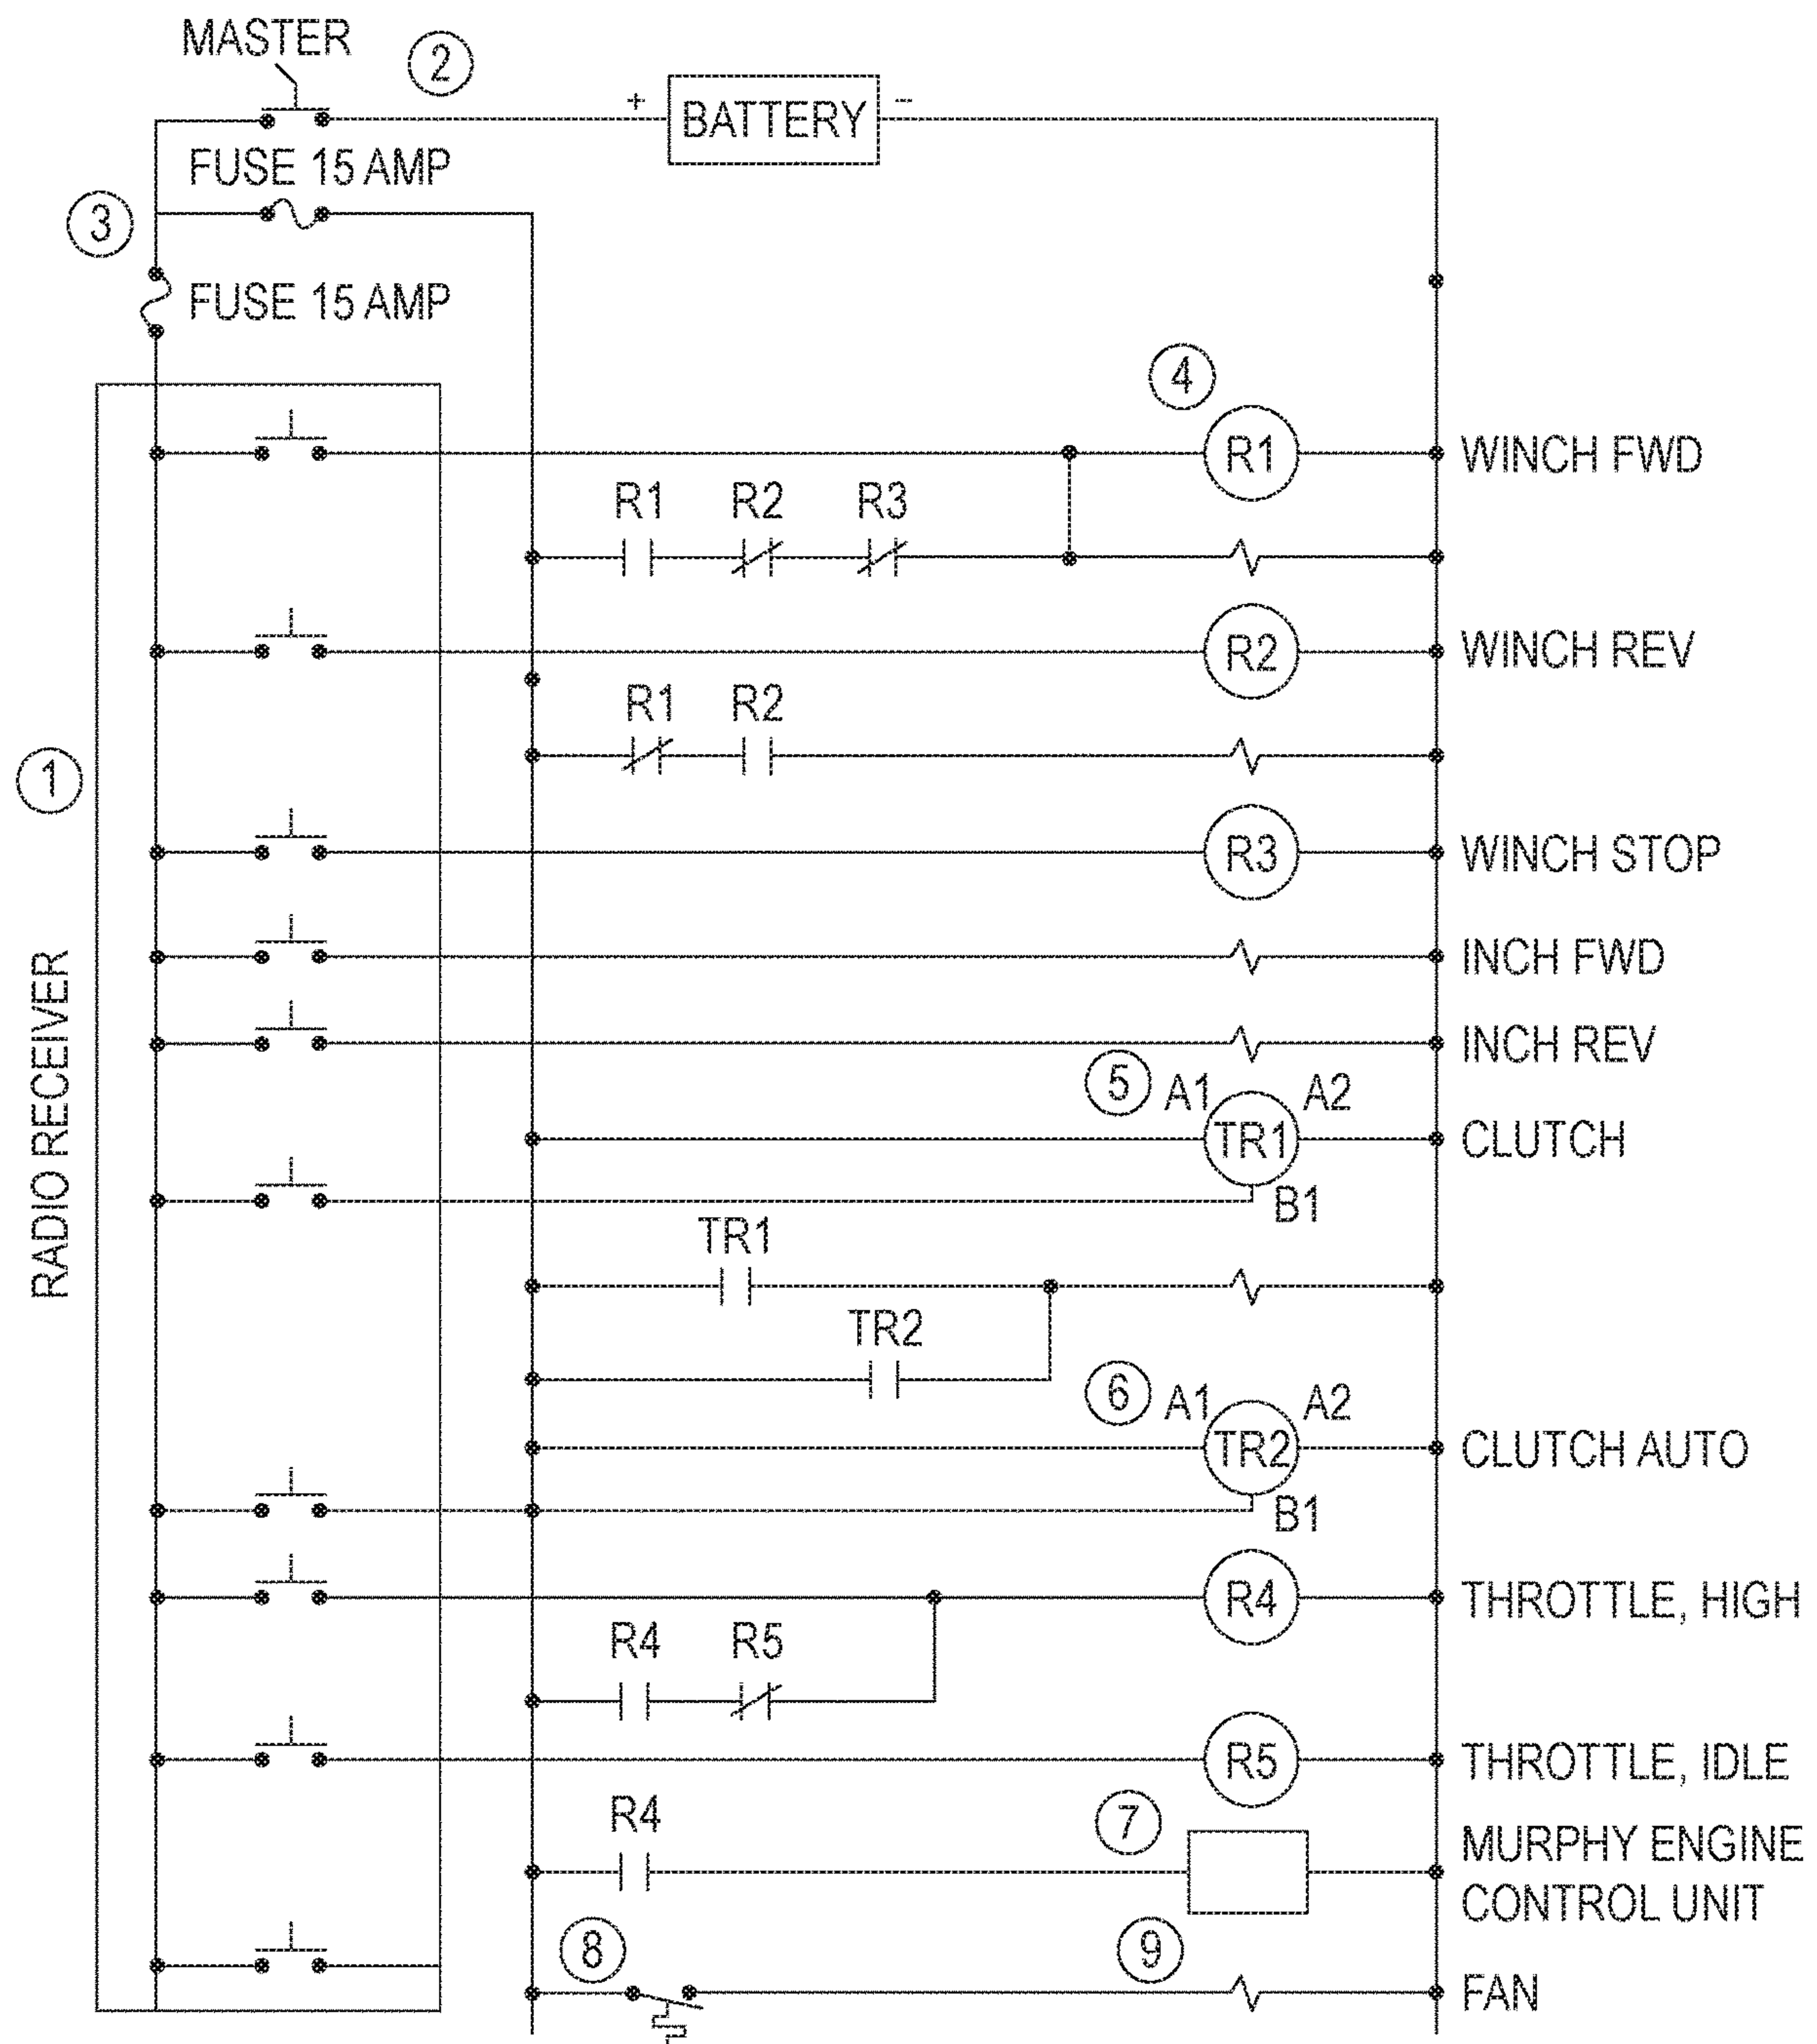 MASTER
2
+
BATTERY
–
FUSE 15 AMP
3
FUSE 15 AMP
4
R1
WINCH FWD
R1 R2 R3
R2
WINCH REV
R1 R2
1
R3
WINCH STOP
RADIO RECEIVER
INCH FWD
INCH REV
5
A1
A2
TR1
CLUTCH
B1
TR1
TR2
6
A1
A2
TR2
CLUTCH AUTO
B1
R4
THROTTLE, HIGH
R4 R5
R5
THROTTLE, IDLE
R4
7
MURPHY ENGINE
CONTROL UNIT
8
9
FAN